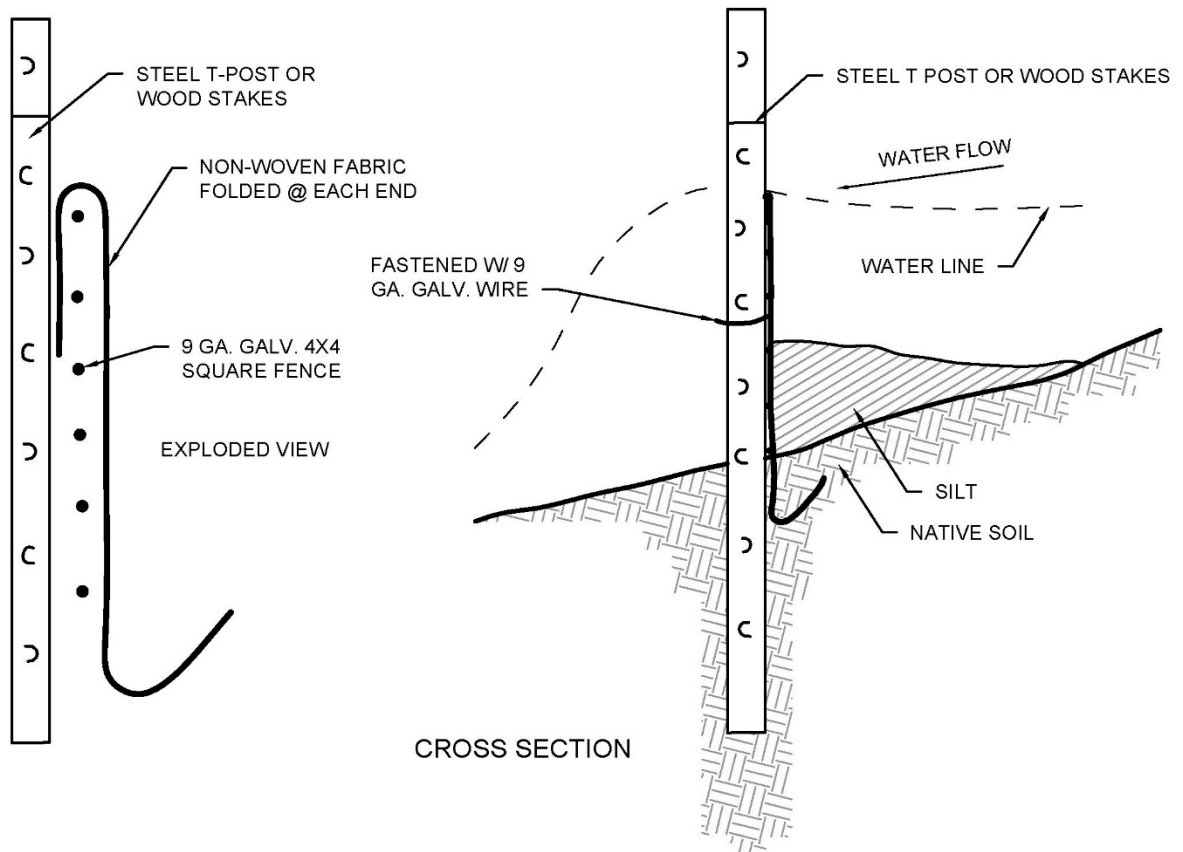 STEEL T-POST OR
WOOD STAKES
NON-WOVEN FABRIC
FOLDED @ EACH END
9 GA. GALV. 4X4
SQUARE FENCE
EXPLODED VIEW
STEEL T POST OR WOOD STAKES
WATER FLOW
FASTENED W/ 9
GA. GALV. WIRE
WATER LINE
SILT
NATIVE SOIL
CROSS SECTION